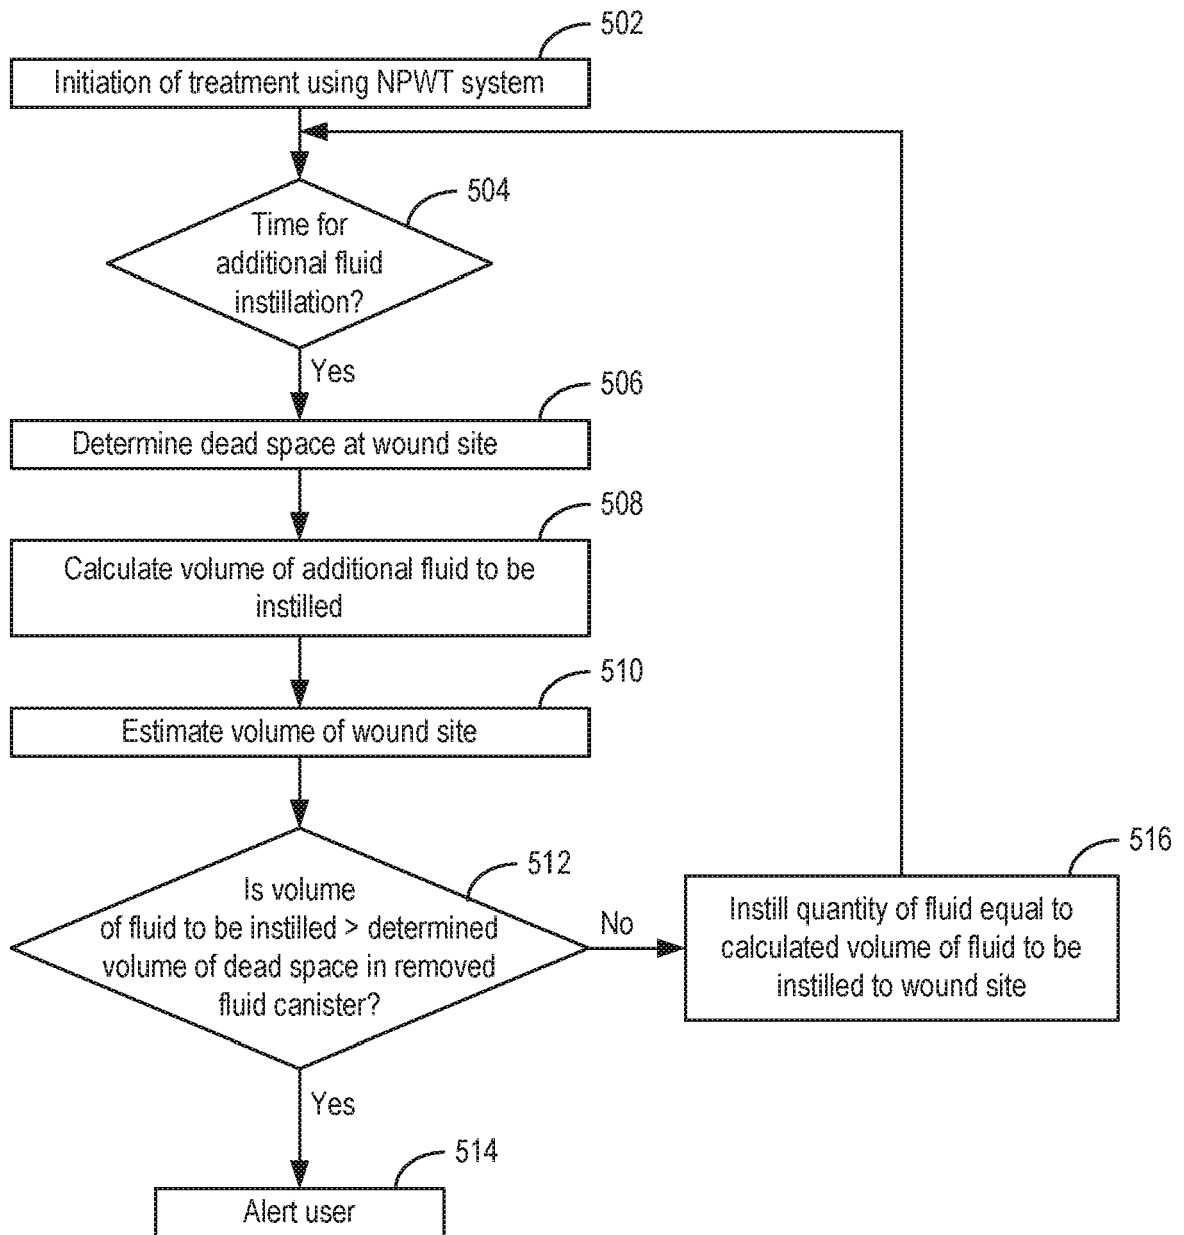 502
Initiation of treatment using NPWT system
504
Time for
additional fluid
instillation?
Yes
506
Determine dead space at wound site
508
Calculate volume of additional fluid to be
instilled
510
Estimate volume of wound site
512
Is volume
of fluid to be instilled > determined
volume of dead space in removed
fluid canister?
No
516
Instill quantity of fluid equal to
calculated volume of fluid to be
instilled to wound site
Yes
514
Alert user